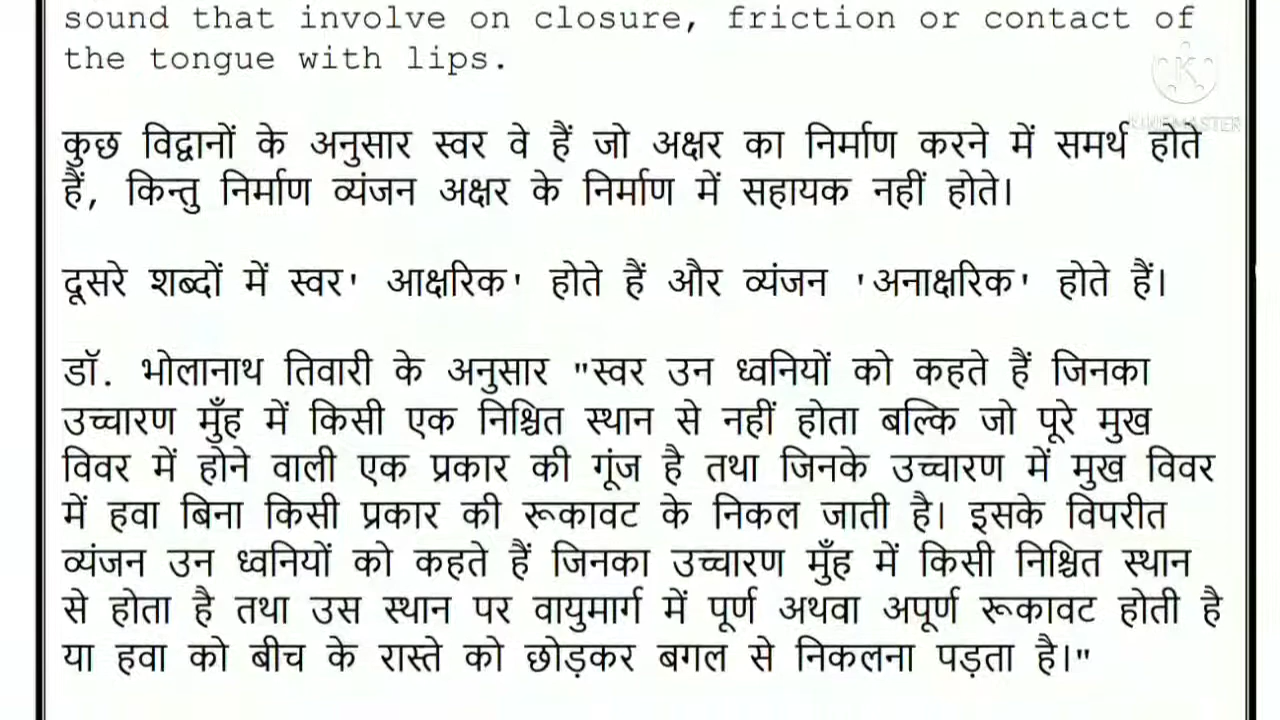 sound that involve on closure, friction or contact of
the tongue with lips.
KINEMASTER
कुछ विद्वानों के अनुसार स्वर वे हैं जो अक्षर का निर्माण करने में समर्थ होते
हैं, किन्तु निर्माण व्यंजन अक्षर के निर्माण में सहायक नहीं होते।
दूसरे शब्दों में स्वर' आक्षरिक' होते हैं और व्यंजन 'अनाक्षरिक' होते हैं।
डॉ. भोलानाथ तिवारी के अनुसार "स्वर उन ध्वनियों को कहते हैं जिनका
उच्चारण मुँह में किसी एक निश्चित स्थान से नहीं होता बल्कि जो पूरे मुख
विवर में होने वाली एक प्रकार की गूंज है तथा जिनके उच्चारण में मुख विवर
में हवा बिना किसी प्रकार की रूकावट के निकल जाती है। इसके विपरीत
व्यंजन उन ध्वनियों को कहते हैं जिनका उच्चारण मुँह में किसी निश्चित स्थान
से होता है तथा उस स्थान पर वायुमार्ग में पूर्ण अथवा अपूर्ण रूकावट होती है
या हवा को बीच के रास्ते को छोड़कर बगल से निकलना पड़ता है।"